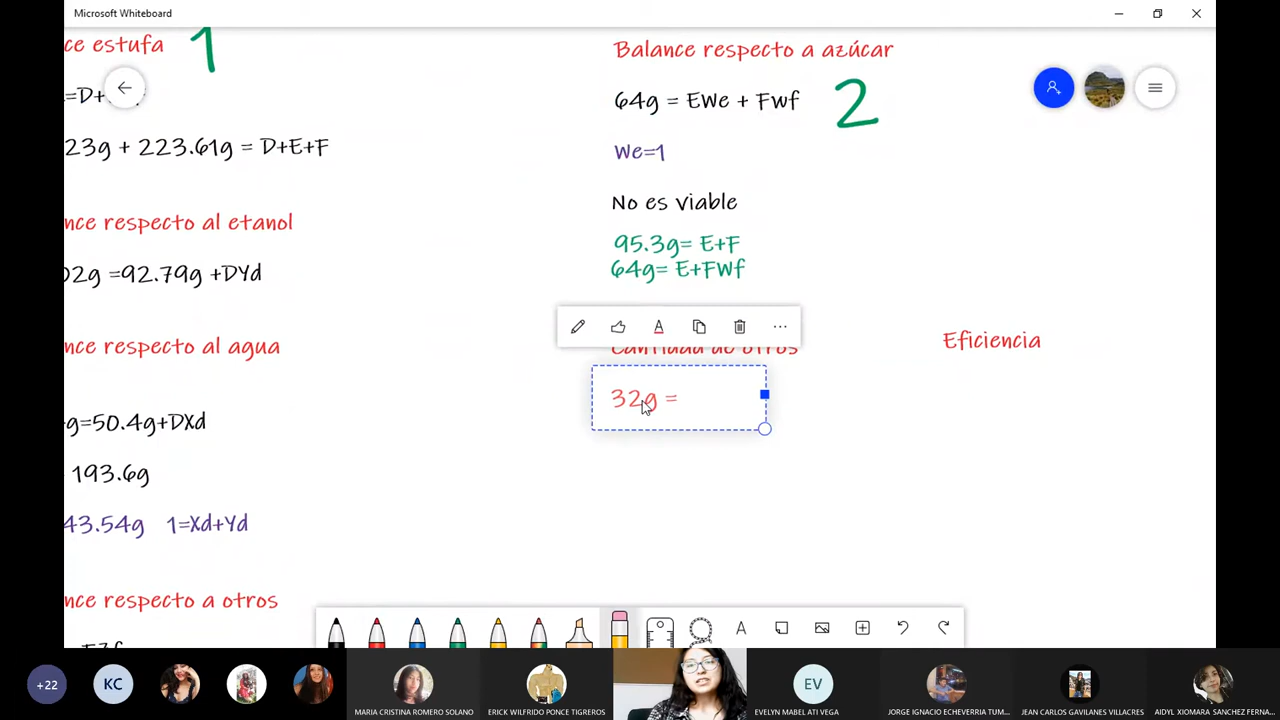 Microsoft Whiteboard
ce estufa 1
=D+
23g + 223.61g = D+E+F
nce respecto al etanol
02g =92.79g +DYd
nce respecto al agua
g=50.4g+DXd
193.6g
43.54g 1=Xd+Yd
nce respecto a otros
Balance respecto a azúcar
64g = EWe + Fwf 2
We=1
No es viable
95.3g= E+F
64g= E+FWf
Cantidad de otros
32g =
Eficiencia
A
A
+22
KC
MARIA CRISTINA ROMERO SOLANO
ERICK WILFRIDO PONCE TIGREROS
EV
EVELYN MABEL ATI VEGA
JORGE IGNACIO ECHEVERRIA TUM...
JEAN CARLOS GAVILANES VILLACRES
AIDYL XIOMARA SANCHEZ FERNA...